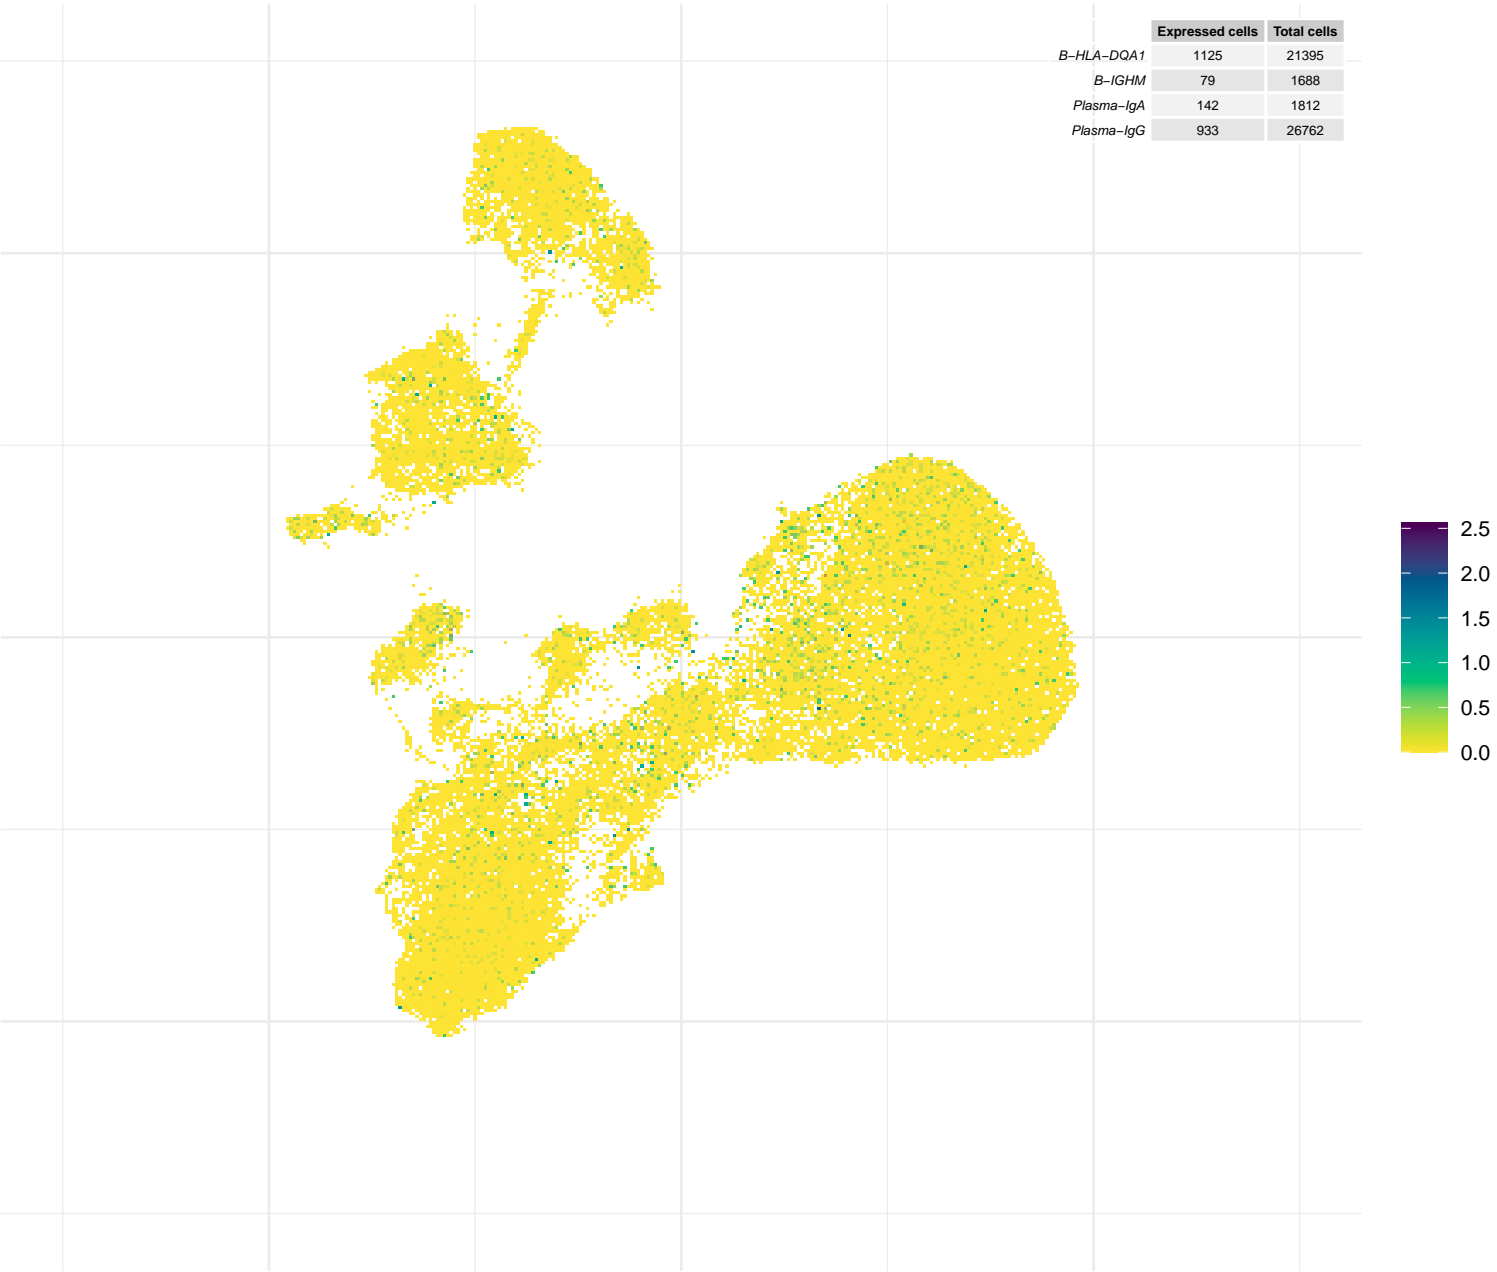 Expressed cells Total cells
B−HLA−DQA1 1125 21395
B−IGHM 79 1688
Plasma−IgA 142 1812
Plasma−IgG 933 26762
2.5
2.0
1.5
1.0
0.5
0.0